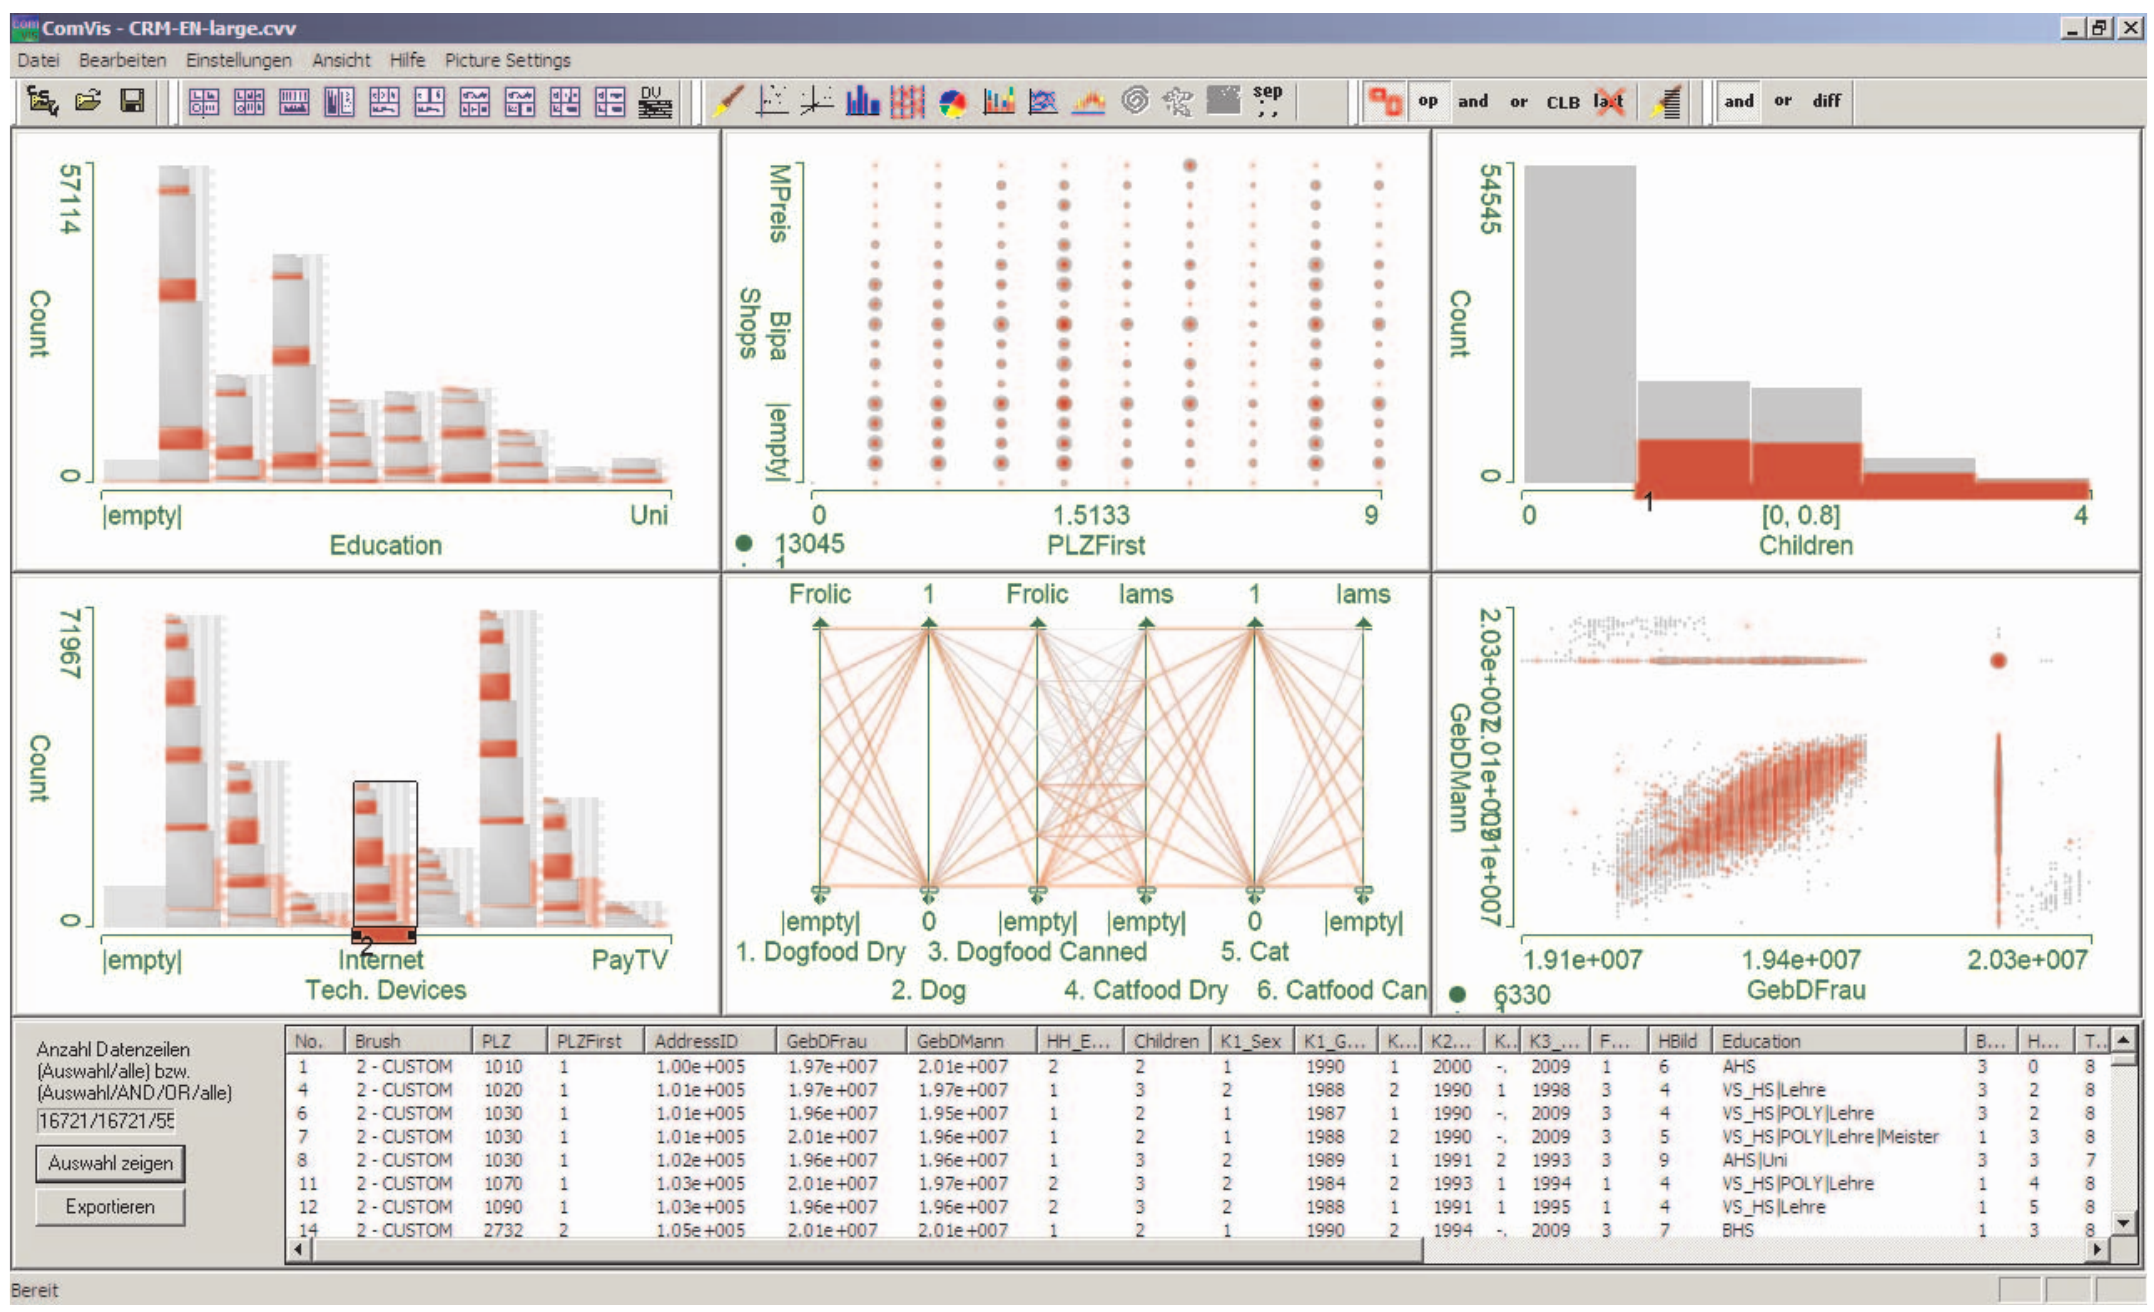 ComVis - CRM-EN-large.cvv
Datei Bearbeiten Einstellungen Ansicht Hilfe Picture Settings
DV sep op and or CLB last and or diff
57114
Count
0
|empty| Uni
Education
MPreis
Bipa
|empty|
Shops
0 1.5133 9
13045 PLZFirst
1
54545
Count
0
1
0 [0, 0.8] 4
Children
71967
Count
0
2
|empty| Internet PayTV
Tech. Devices
Frolic 1 Frolic Iams 1 Iams
|empty| 0 |empty| |empty| 0 |empty|
1. Dogfood Dry 3. Dogfood Canned 5. Cat
2. Dog 4. Catfood Dry 6. Catfood Can
2.03e+007
GebDMann
1.91e+007 1.94e+007 2.03e+007
6330 GebDFrau
Anzahl Datenzeilen
(Auswahl/alle) bzw.
(Auswahl/AND/OR/alle)
16721/16721/55
Auswahl zeigen
Exportieren
No. Brush PLZ PLZFirst AddressID GebDFrau GebDMann HH_E... Children K1_Sex K1_G... K... K2... K.. K3_... F... HBild Education B... H... T..
1 2 - CUSTOM 1010 1 1.00e+005 1.97e+007 2.01e+007 2 2 1 1990 1 2000 -. 2009 1 6 AHS 3 0 8
4 2 - CUSTOM 1020 1 1.01e+005 1.97e+007 1.97e+007 1 3 2 1988 2 1990 1 1998 3 4 VS_HS|Lehre 3 2 8
6 2 - CUSTOM 1030 1 1.01e+005 1.96e+007 1.95e+007 1 2 1 1987 1 1990 -. 2009 3 4 VS_HS|POLY|Lehre 3 2 8
7 2 - CUSTOM 1030 1 1.01e+005 2.01e+007 1.96e+007 1 2 1 1988 2 1990 -. 2009 3 5 VS_HS|POLY|Lehre|Meister 1 3 8
8 2 - CUSTOM 1030 1 1.02e+005 1.96e+007 1.96e+007 1 3 2 1989 1 1991 2 1993 3 9 AHS|Uni 3 3 7
11 2 - CUSTOM 1070 1 1.03e+005 2.01e+007 1.97e+007 2 3 2 1984 2 1993 1 1994 1 4 VS_HS|POLY|Lehre 1 4 8
12 2 - CUSTOM 1090 1 1.03e+005 1.96e+007 1.96e+007 2 3 2 1988 1 1991 1 1995 1 4 VS_HS|Lehre 1 5 8
14 2 - CUSTOM 2732 2 1.05e+005 2.01e+007 2.01e+007 1 2 1 1990 2 1994 -. 2009 3 7 BHS 1 3 8
Bereit